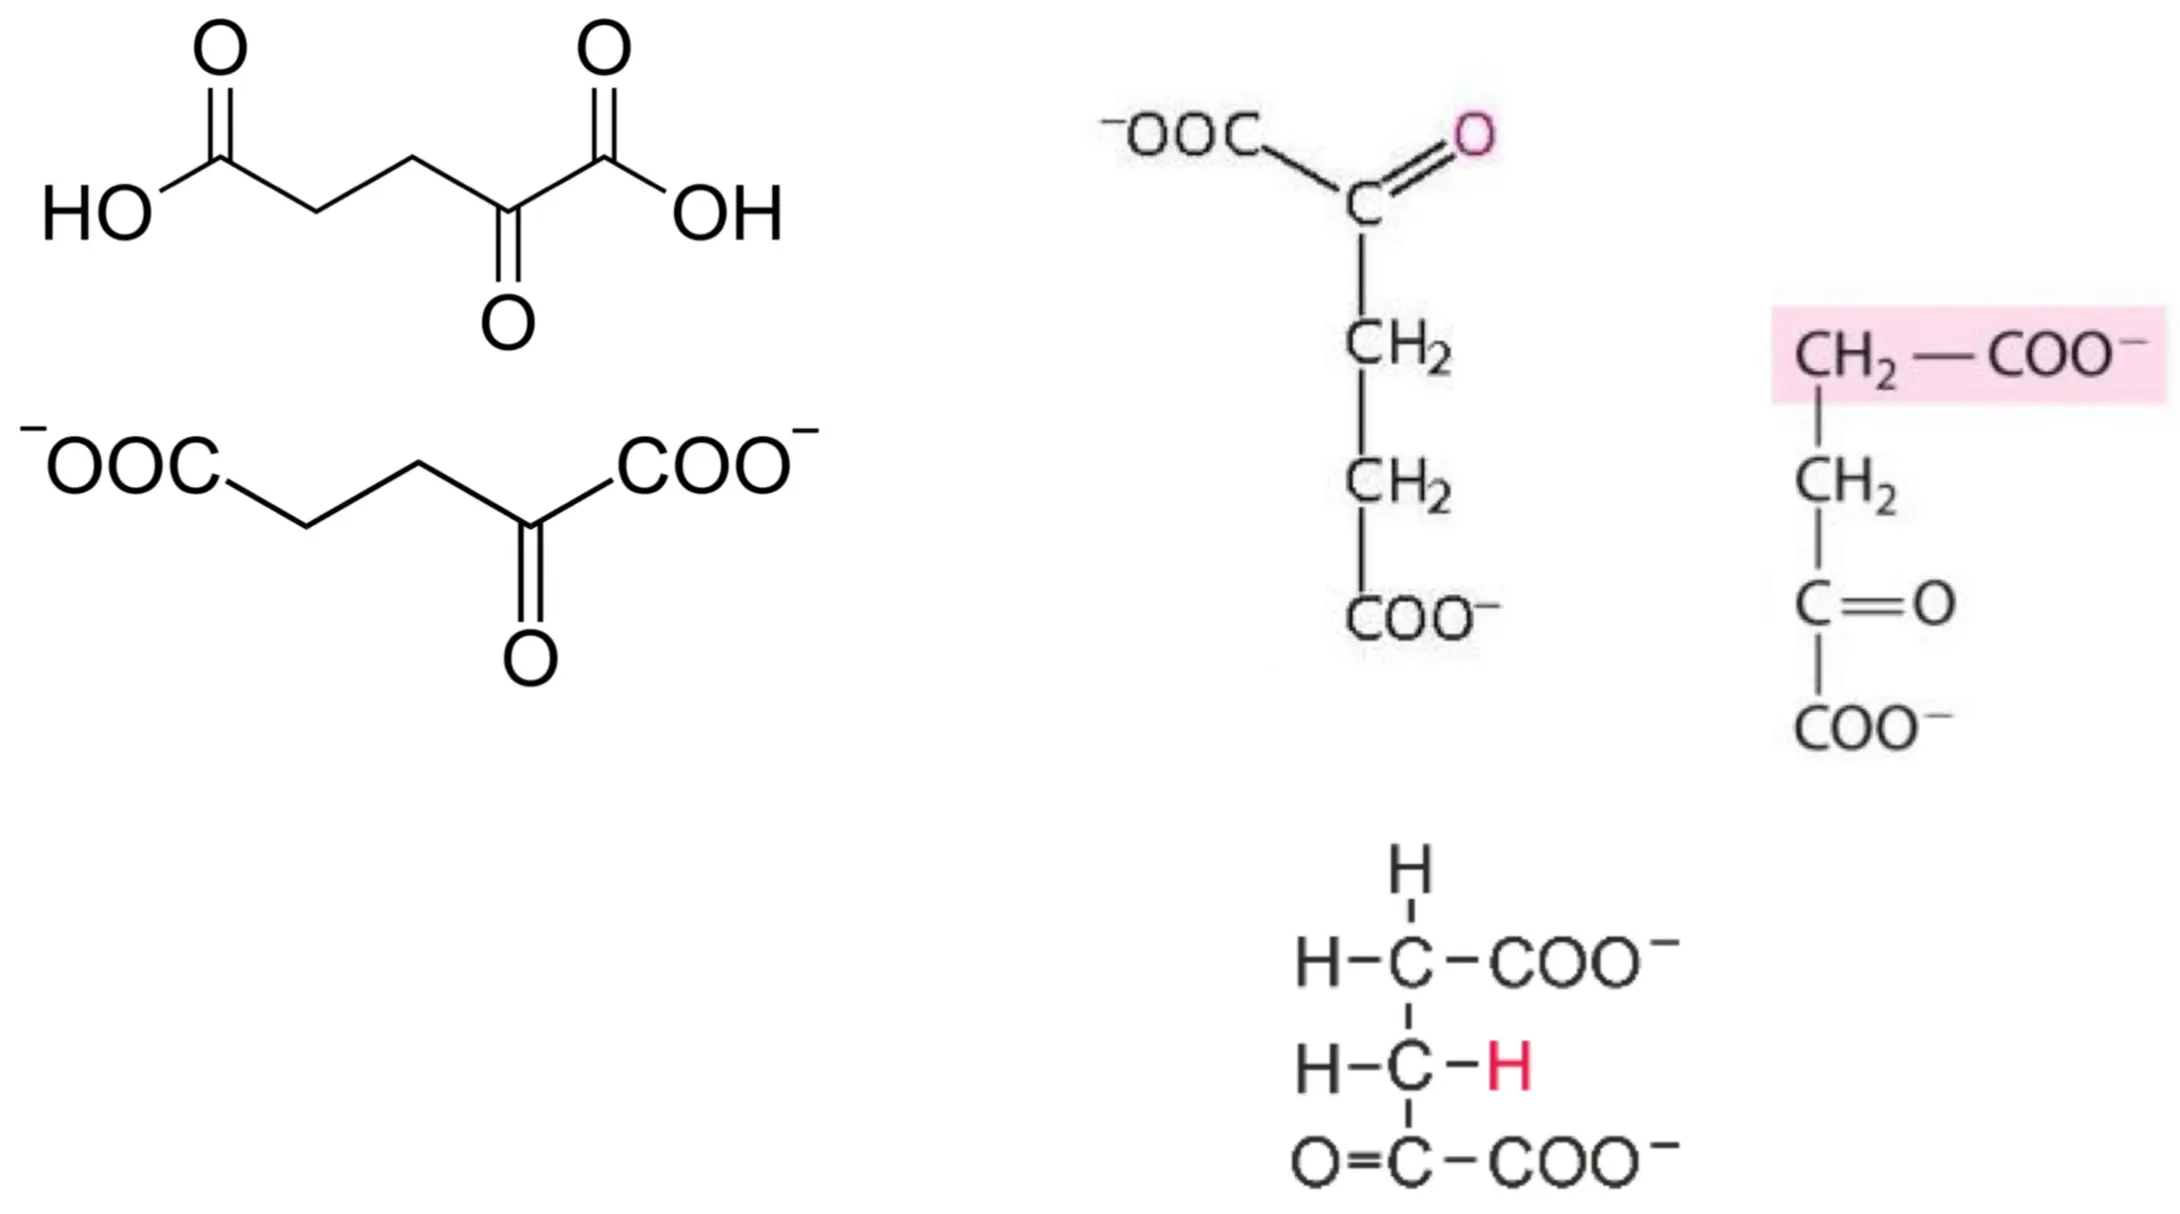 O O
HO OH
O
⁻OOC COO⁻
O
⁻OOC O
C
CH₂
CH₂
COO⁻
CH₂ — COO⁻
CH₂
C=O
COO⁻
H
H-C-COO⁻
H-C-H
O=C-COO⁻